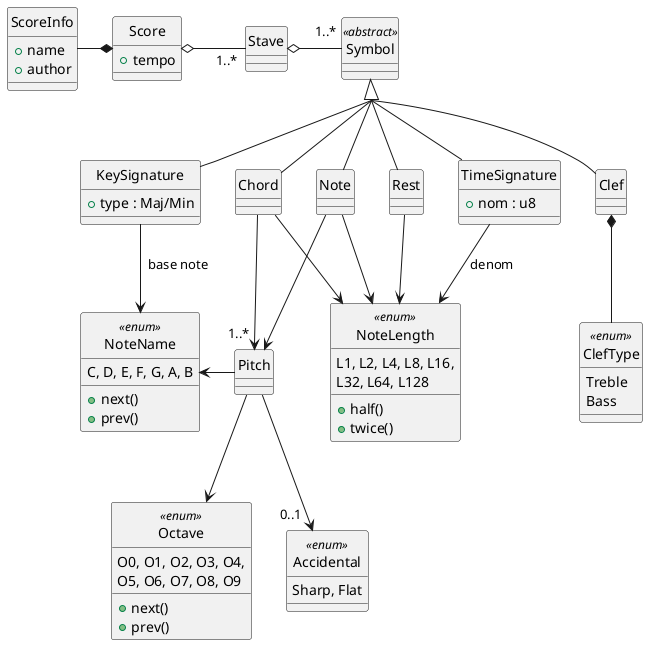 ScoreInfo
name
author
Score
tempo
1..*
Stave
1..*
«abstract»
Symbol
KeySignature
type : Maj/Min
Chord
Note
Rest
TimeSignature
nom : u8
Clef
base note
denom
«enum»
NoteName
C, D, E, F, G, A, B
next()
prev()
1..*
Pitch
«enum»
NoteLength
L1, L2, L4, L8, L16,
L32, L64, L128
half()
twice()
«enum»
ClefType
Treble
Bass
«enum»
Octave
O0, O1, O2, O3, O4,
O5, O6, O7, O8, O9
next()
prev()
0..1
«enum»
Accidental
Sharp, Flat